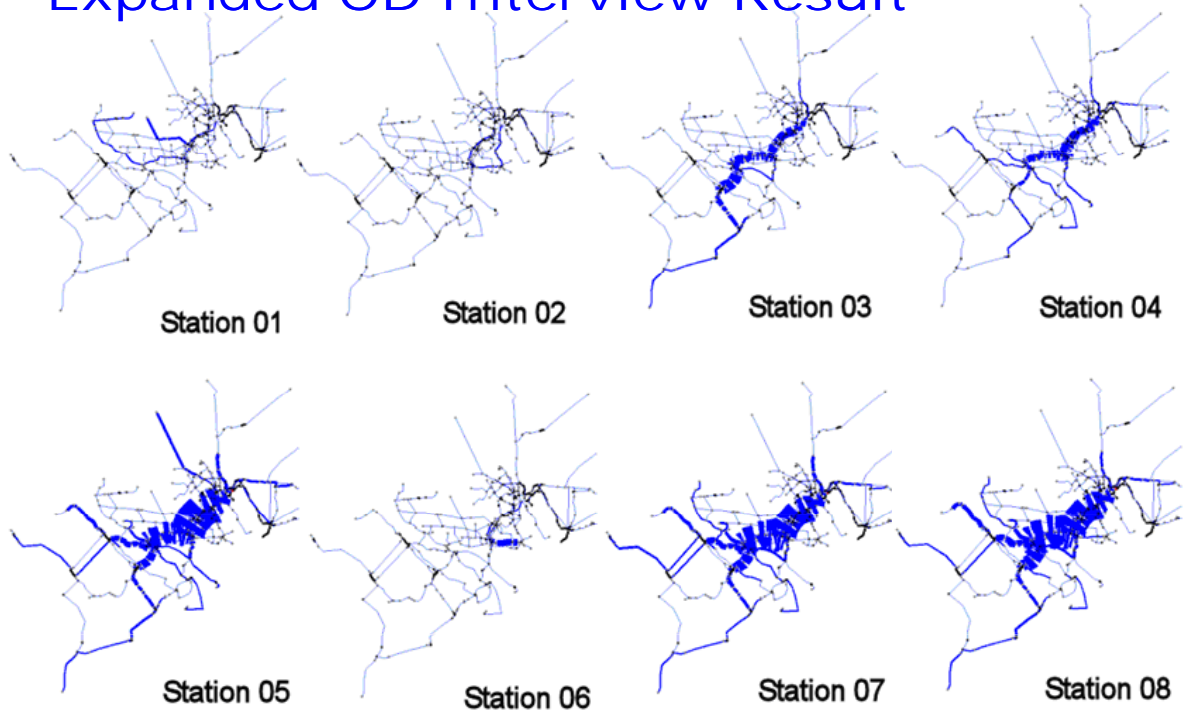 Expanded OD Interview Result
Station 01
Station 02
Station 03
Station 04
Station 05
Station 06
Station 07
Station 08